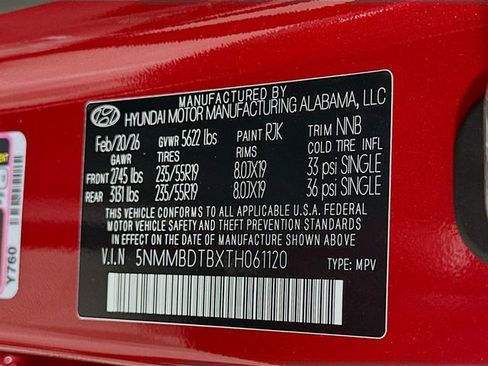 MANUFACTURED BY
HYUNDAI MOTOR MANUFACTURING ALABAMA, LLC
Feb/20/26 GVWR 5622 lbs PAINT RJK TRIM NNB
GAWR TIRES RIMS COLD TIRE INFL
FRONT 2745 lbs 235/55R19 8.0JX19 33 psi SINGLE
REAR 3131 lbs 235/55R19 8.0JX19 36 psi SINGLE
THIS VEHICLE CONFORMS TO ALL APPLICABLE U.S.A. FEDERAL
MOTOR VEHICLE SAFETY AND THEFT PREVENTION STANDARDS
IN EFFECT ON THE DATE OF MANUFACTURE SHOWN ABOVE.
V.I.N 5NMMBDTBXTH061120 TYPE: MPV
Y760